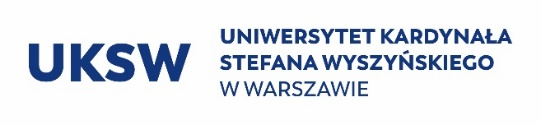 UKSW
UNIWERSYTET KARDYNAŁA
STEFANA WYSZYŃSKIEGO
W WARSZAWIE